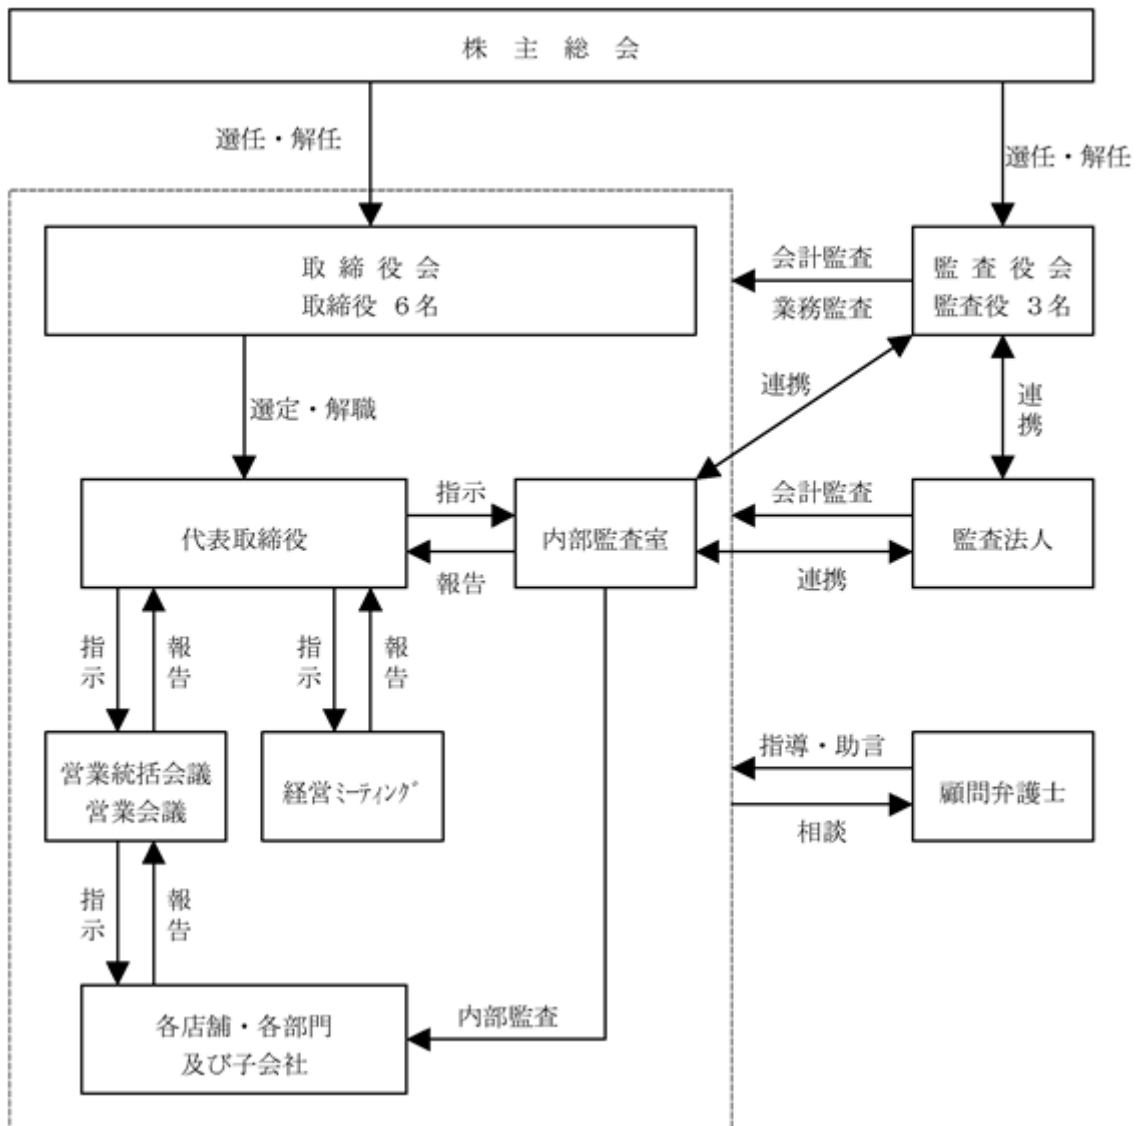 株 主 総 会
選任・解任
選任・解任
取 締 役 会
取締役 6名
会計監査
業務監査
監 査 役 会
監査役 3名
連携
連携
選定・解職
代表取締役
指示
報告
内部監査室
会計監査
連携
監査法人
指示
報告
指示
報告
営業統括会議
営業会議
経営ﾐｰﾃｨﾝｸﾞ
指導・助言
相談
顧問弁護士
指示
報告
各店舗・各部門
及び子会社
内部監査